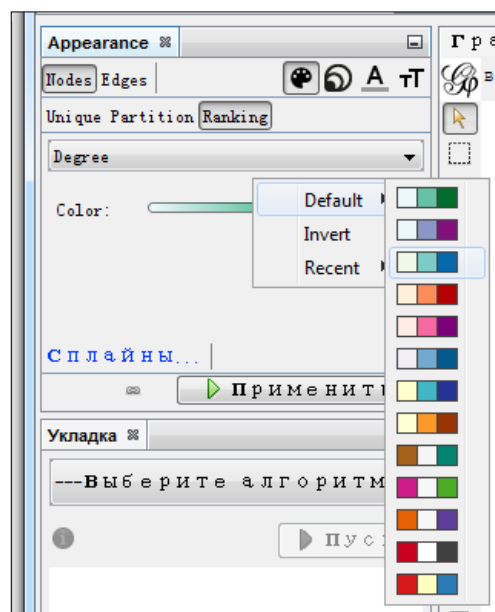 Appearance
Гра
Nodes Edges
A тT
В
Unique Partition Ranking
Degree
Color:
Default
Invert
Recent
Сплайны...
Применить
Укладка
---Выберите алгоритм
Пус